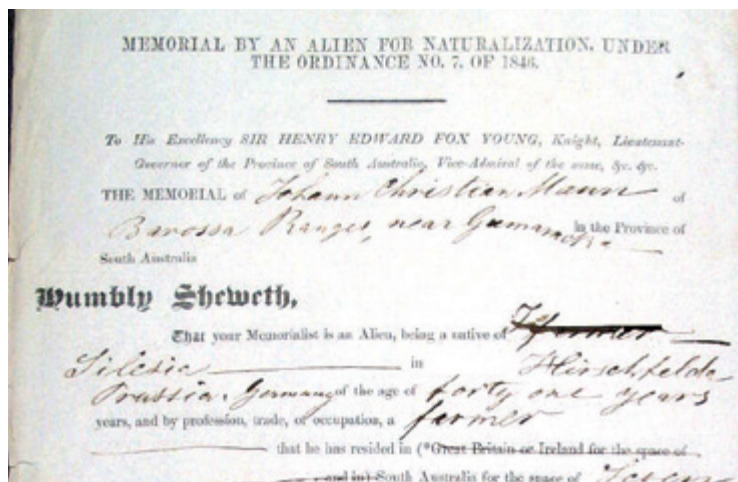 MEMORIAL BY AN ALIEN FOR NATURALIZATION, UNDER
THE ORDINANCE NO. 7, OF 1846.
To His Excellency SIR HENRY EDWARD FOX YOUNG, Knight, Lieutenant-
Governor of the Province of South Australia, Vice-Admiral of the same, &c. &c.
THE MEMORIAL of Johann Christian Maun of
Barossa Ranges, near Gumaracka in the Province of
South Australia
Humbly Sheweth,
That your Memorialist is an Alien, being a native of
Silesia in Hirschfelde
Prussia, Germany of the age of forty one years
years, and by profession, trade, or occupation, a farmer
that he has resided in (*Great Britain or Ireland for the space of
and in) South Australia for the space of Seven